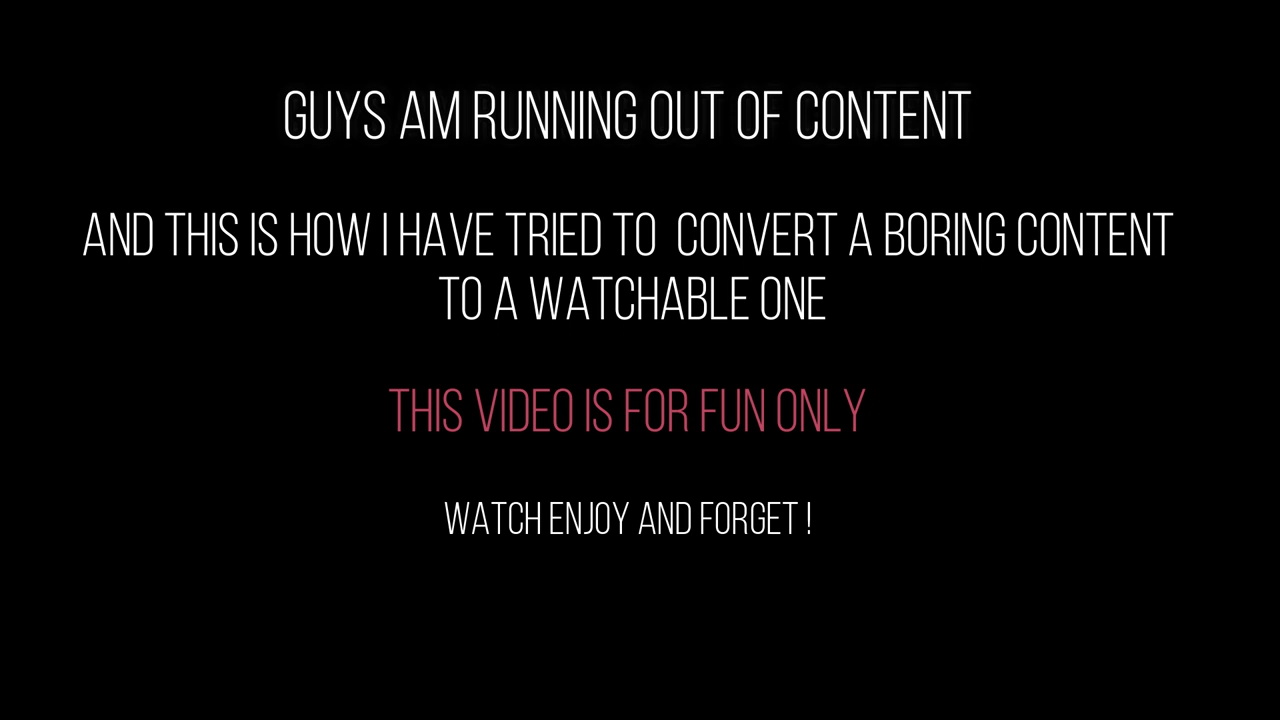 GUYS AM RUNNING OUT OF CONTENT
AND THIS IS HOW I HAVE TRIED TO CONVERT A BORING CONTENT
TO A WATCHABLE ONE
THIS VIDEO IS FOR FUN ONLY
WATCH ENJOY AND FORGET !